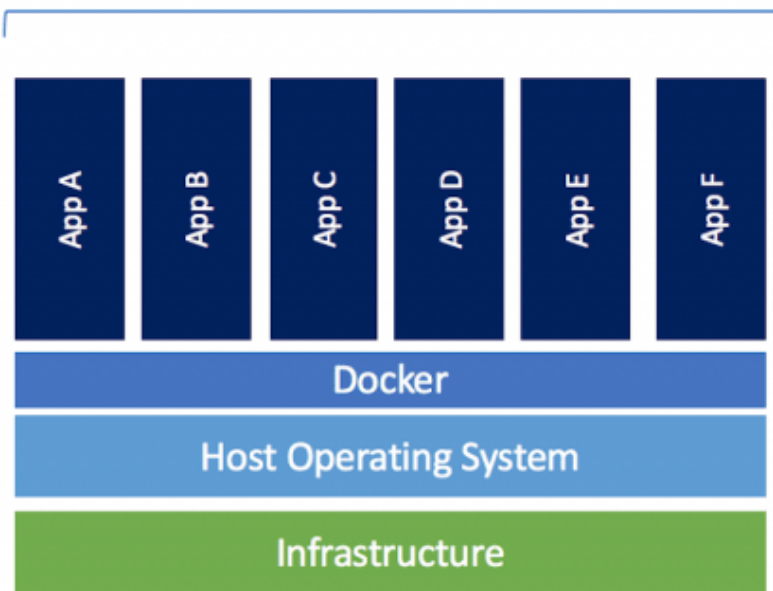 App A
App B
App C
App D
App E
App F
Docker
Host Operating System
Infrastructure